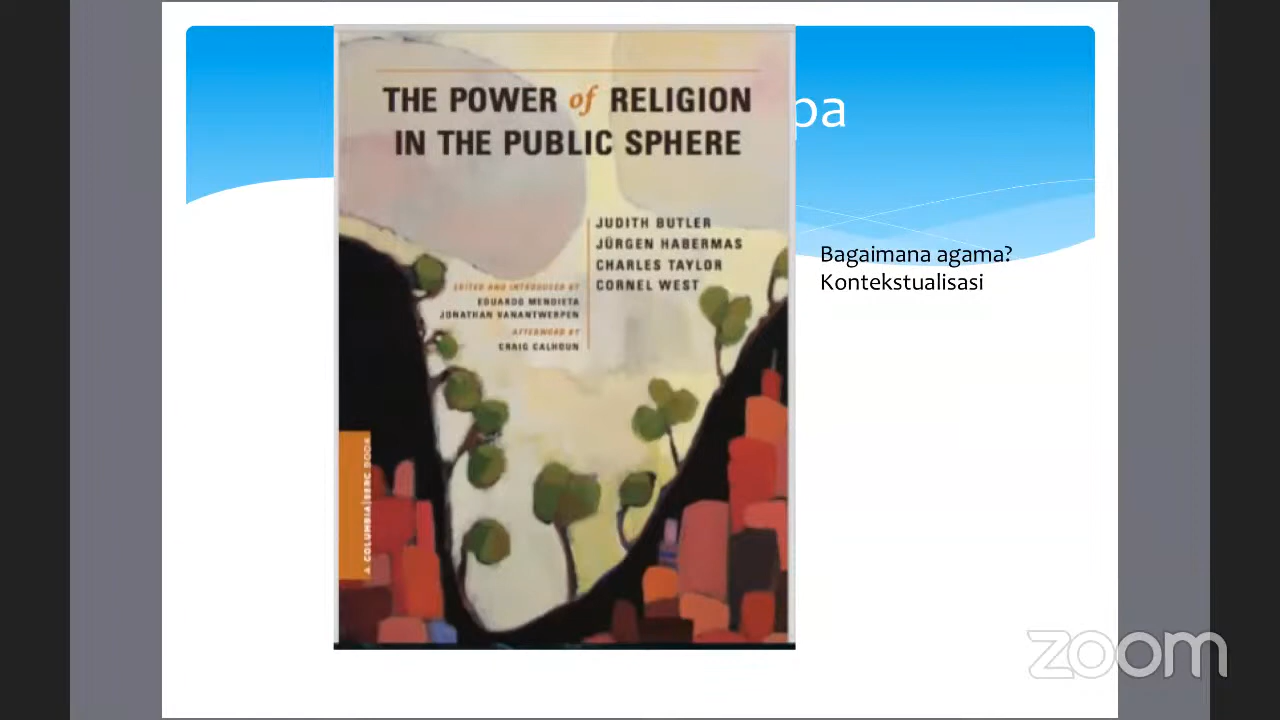 THE POWER of RELIGION
IN THE PUBLIC SPHERE
JUDITH BUTLER
JÜRGEN HABERMAS
CHARLES TAYLOR
CORNEL WEST
EDITED AND INTRODUCED BY
EDUARDO MENDIETA
JONATHAN VANANTWERPEN
AFTERWORD BY
CRAIG CALHOUN
A COLUMBIA/SSRC BOOK
Bagaimana agama?
Kontekstualisasi
zoom